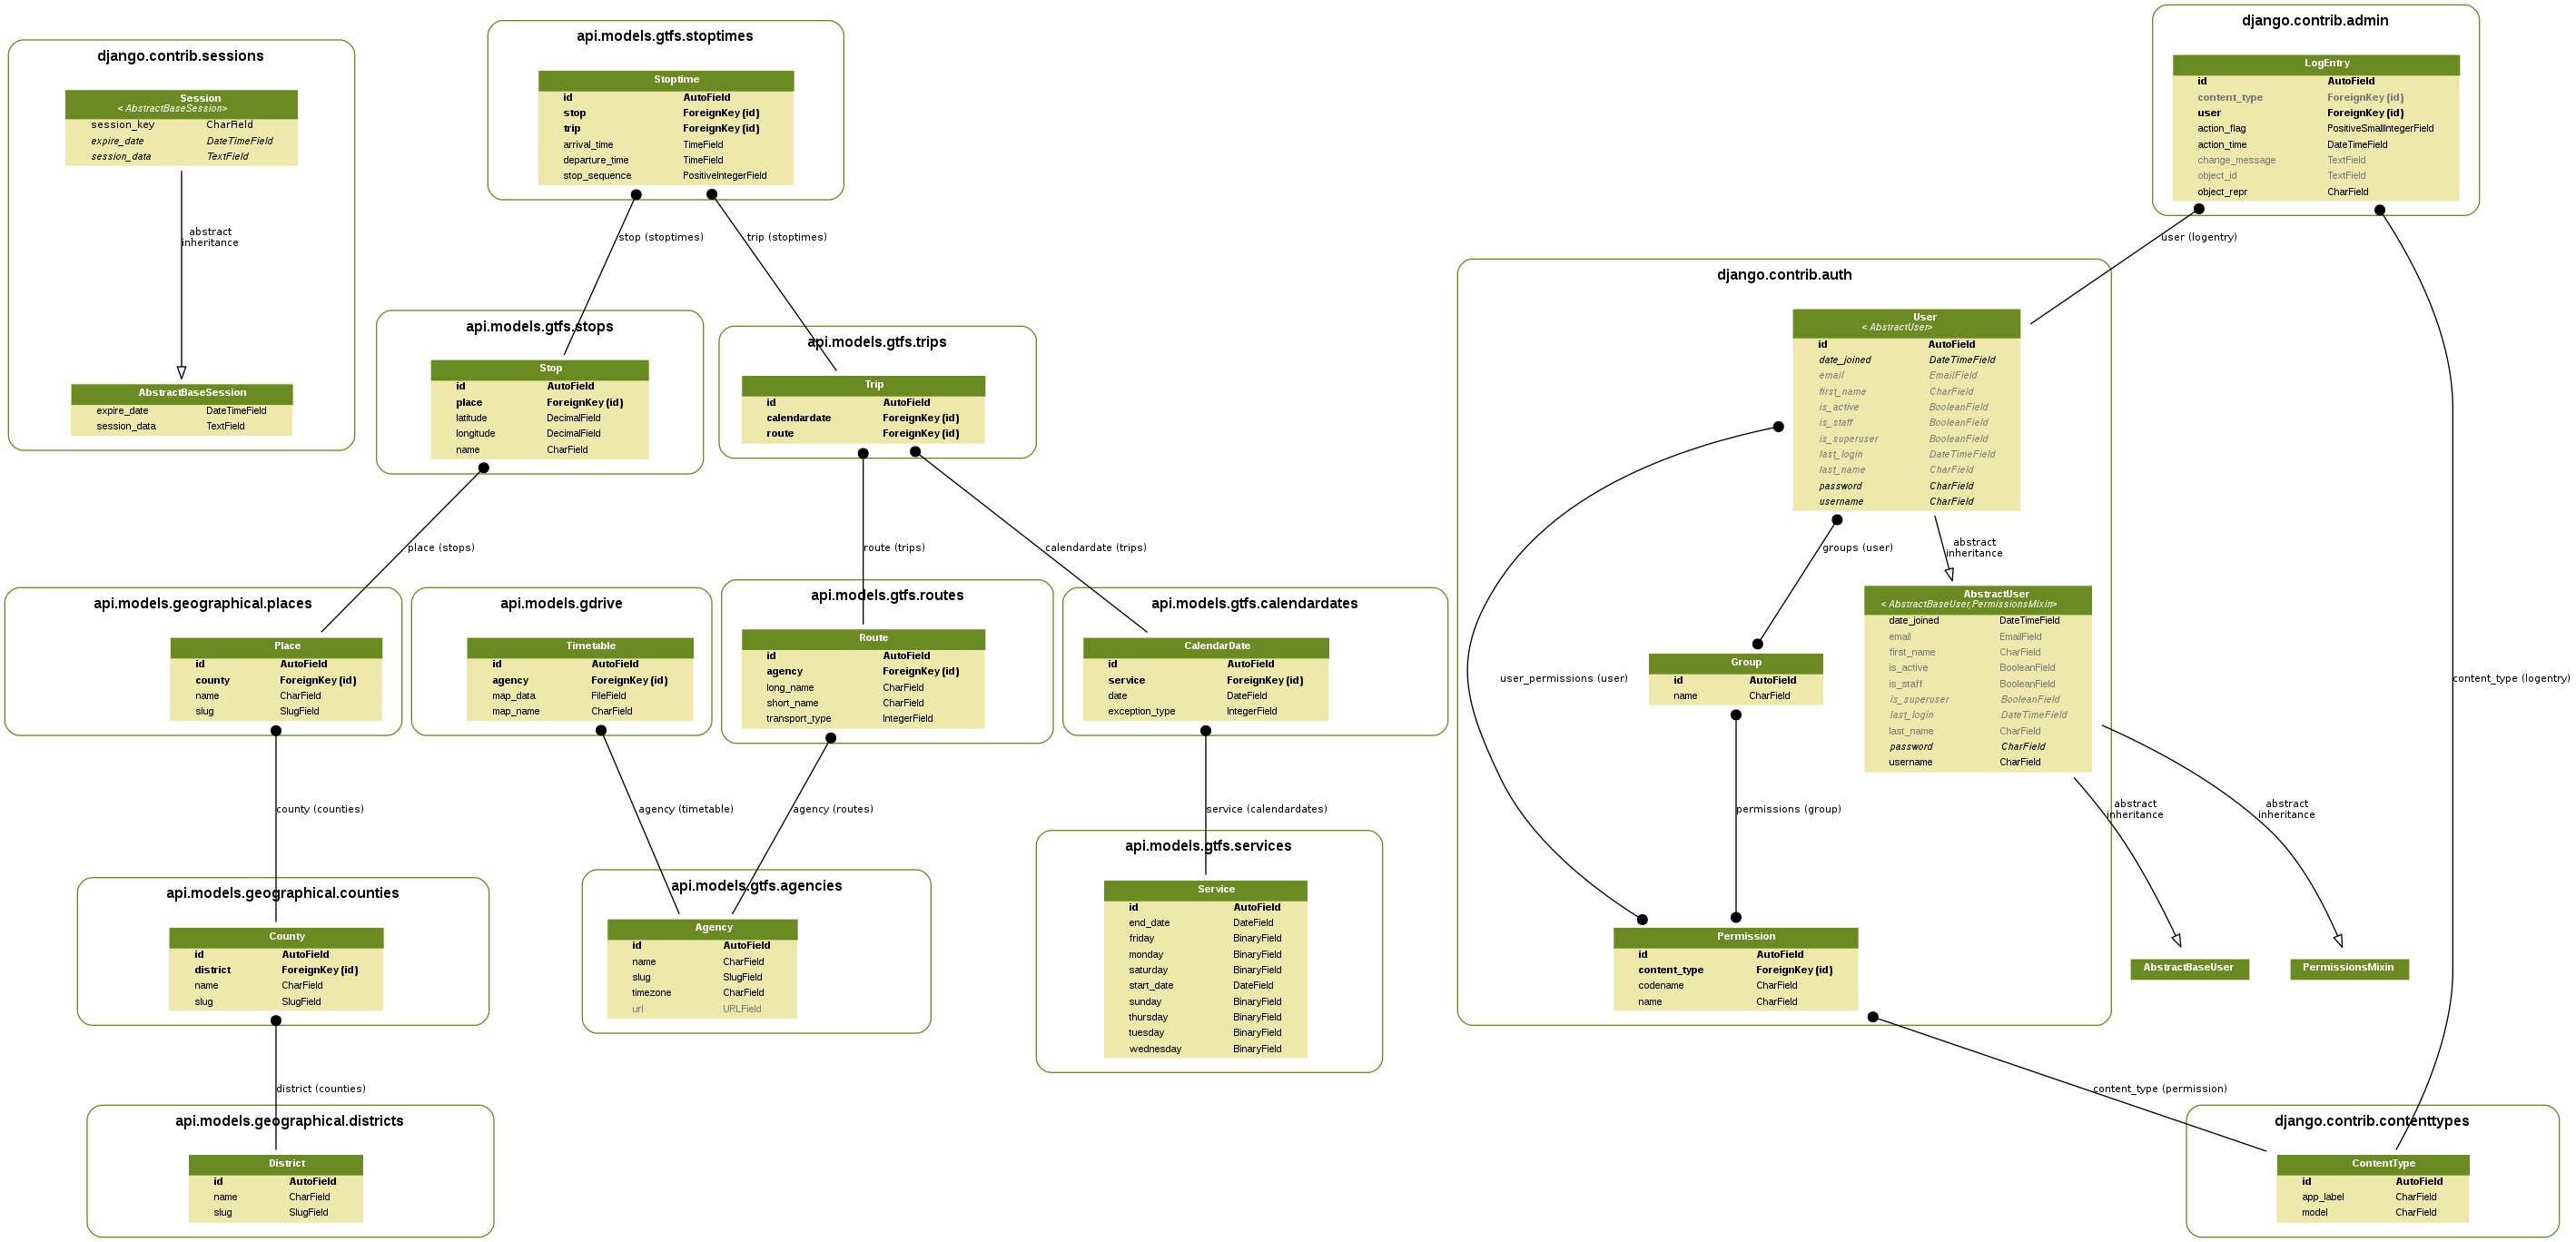 django.contrib.sessions
Session
< AbstractBaseSession>
session_key CharField
expire_date DateTimeField
session_data TextField
abstract
inheritance
AbstractBaseSession
expire_date DateTimeField
session_data TextField
api.models.gtfs.stoptimes
Stoptime
id AutoField
stop ForeignKey (id)
trip ForeignKey (id)
arrival_time TimeField
departure_time TimeField
stop_sequence PositiveIntegerField
stop (stoptimes)
trip (stoptimes)
api.models.gtfs.stops
Stop
id AutoField
place ForeignKey (id)
latitude DecimalField
longitude DecimalField
name CharField
api.models.gtfs.trips
Trip
id AutoField
calendardate ForeignKey (id)
route ForeignKey (id)
place (stops)
route (trips)
calendardate (trips)
api.models.geographical.places
Place
id AutoField
county ForeignKey (id)
name CharField
slug SlugField
api.models.gdrive
Timetable
id AutoField
agency ForeignKey (id)
map_data FileField
map_name CharField
api.models.gtfs.routes
Route
id AutoField
agency ForeignKey (id)
long_name CharField
short_name CharField
transport_type IntegerField
api.models.gtfs.calendardates
CalendarDate
id AutoField
service ForeignKey (id)
date DateField
exception_type IntegerField
county (counties)
agency (timetable)
agency (routes)
service (calendardates)
api.models.geographical.counties
County
id AutoField
district ForeignKey (id)
name CharField
slug SlugField
api.models.gtfs.agencies
Agency
id AutoField
name CharField
slug SlugField
timezone CharField
url URLField
api.models.gtfs.services
Service
id AutoField
end_date DateField
friday BinaryField
monday BinaryField
saturday BinaryField
start_date DateField
sunday BinaryField
thursday BinaryField
tuesday BinaryField
wednesday BinaryField
district (counties)
api.models.geographical.districts
District
id AutoField
name CharField
slug SlugField
django.contrib.admin
LogEntry
id AutoField
content_type ForeignKey (id)
user ForeignKey (id)
action_flag PositiveSmallIntegerField
action_time DateTimeField
change_message TextField
object_id TextField
object_repr CharField
user (logentry)
django.contrib.auth
User
< AbstractUser>
id AutoField
date_joined DateTimeField
email EmailField
first_name CharField
is_active BooleanField
is_staff BooleanField
is_superuser BooleanField
last_login DateTimeField
last_name CharField
password CharField
username CharField
groups (user)
abstract
inheritance
AbstractUser
< AbstractBaseUser,PermissionsMixin>
date_joined DateTimeField
email EmailField
first_name CharField
is_active BooleanField
is_staff BooleanField
is_superuser BooleanField
last_login DateTimeField
last_name CharField
password CharField
username CharField
Group
id AutoField
name CharField
user_permissions (user)
content_type (logentry)
permissions (group)
abstract
inheritance
abstract
inheritance
Permission
id AutoField
content_type ForeignKey (id)
codename CharField
name CharField
AbstractBaseUser
PermissionsMixin
content_type (permission)
django.contrib.contenttypes
ContentType
id AutoField
app_label CharField
model CharField